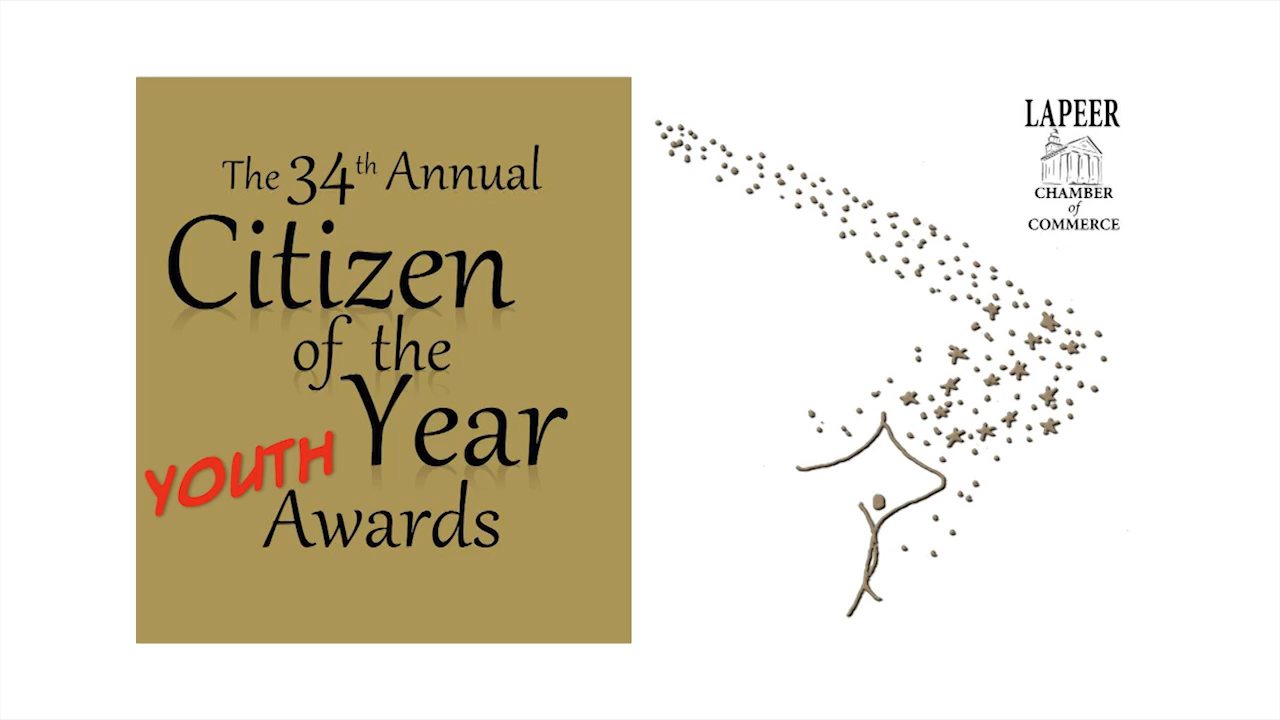 The 34th Annual
Citizen
of the
Year
YOUTH
Awards
LAPEER
CHAMBER
of
COMMERCE